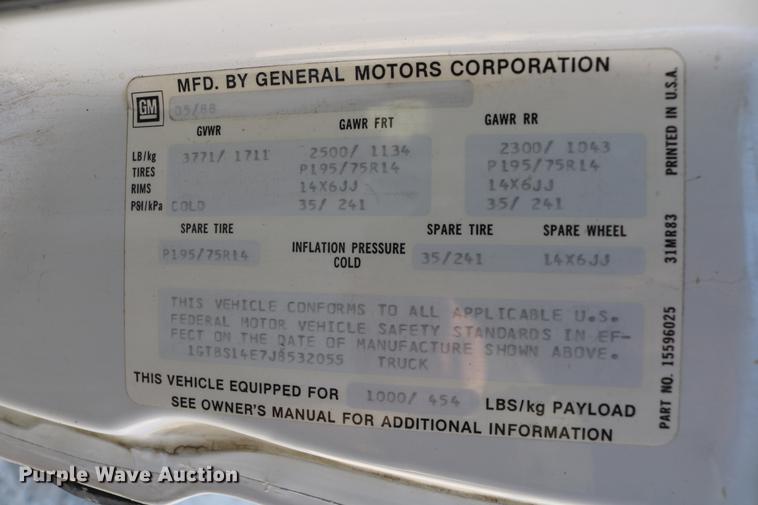 MFD. BY GENERAL MOTORS CORPORATION
GM
05/88
GVWR GAWR FRT GAWR RR
LB/kg 3771/ 1711 2500/ 1134 2300/ 1043
TIRES P195/75R14 P195/75R14
RIMS 14X6JJ 14X6JJ
PSI/kPa COLD 35/ 241 35/ 241
SPARE TIRE INFLATION PRESSURE COLD SPARE TIRE SPARE WHEEL
P195/75R14 35/241 14X6JJ
THIS VEHICLE CONFORMS TO ALL APPLICABLE U.S.
FEDERAL MOTOR VEHICLE SAFETY STANDARDS IN EF-
FECT ON THE DATE OF MANUFACTURE SHOWN ABOVE.
1GTBS14E7J8532055 TRUCK
THIS VEHICLE EQUIPPED FOR 1000/ 454 LBS/kg PAYLOAD
SEE OWNER'S MANUAL FOR ADDITIONAL INFORMATION
PART NO. 15596025 31MR83 PRINTED IN U.S.A.
Purple Wave Auction